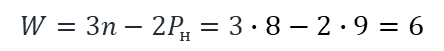 W = 3n − 2Pн = 3 · 8 − 2 · 9 = 6